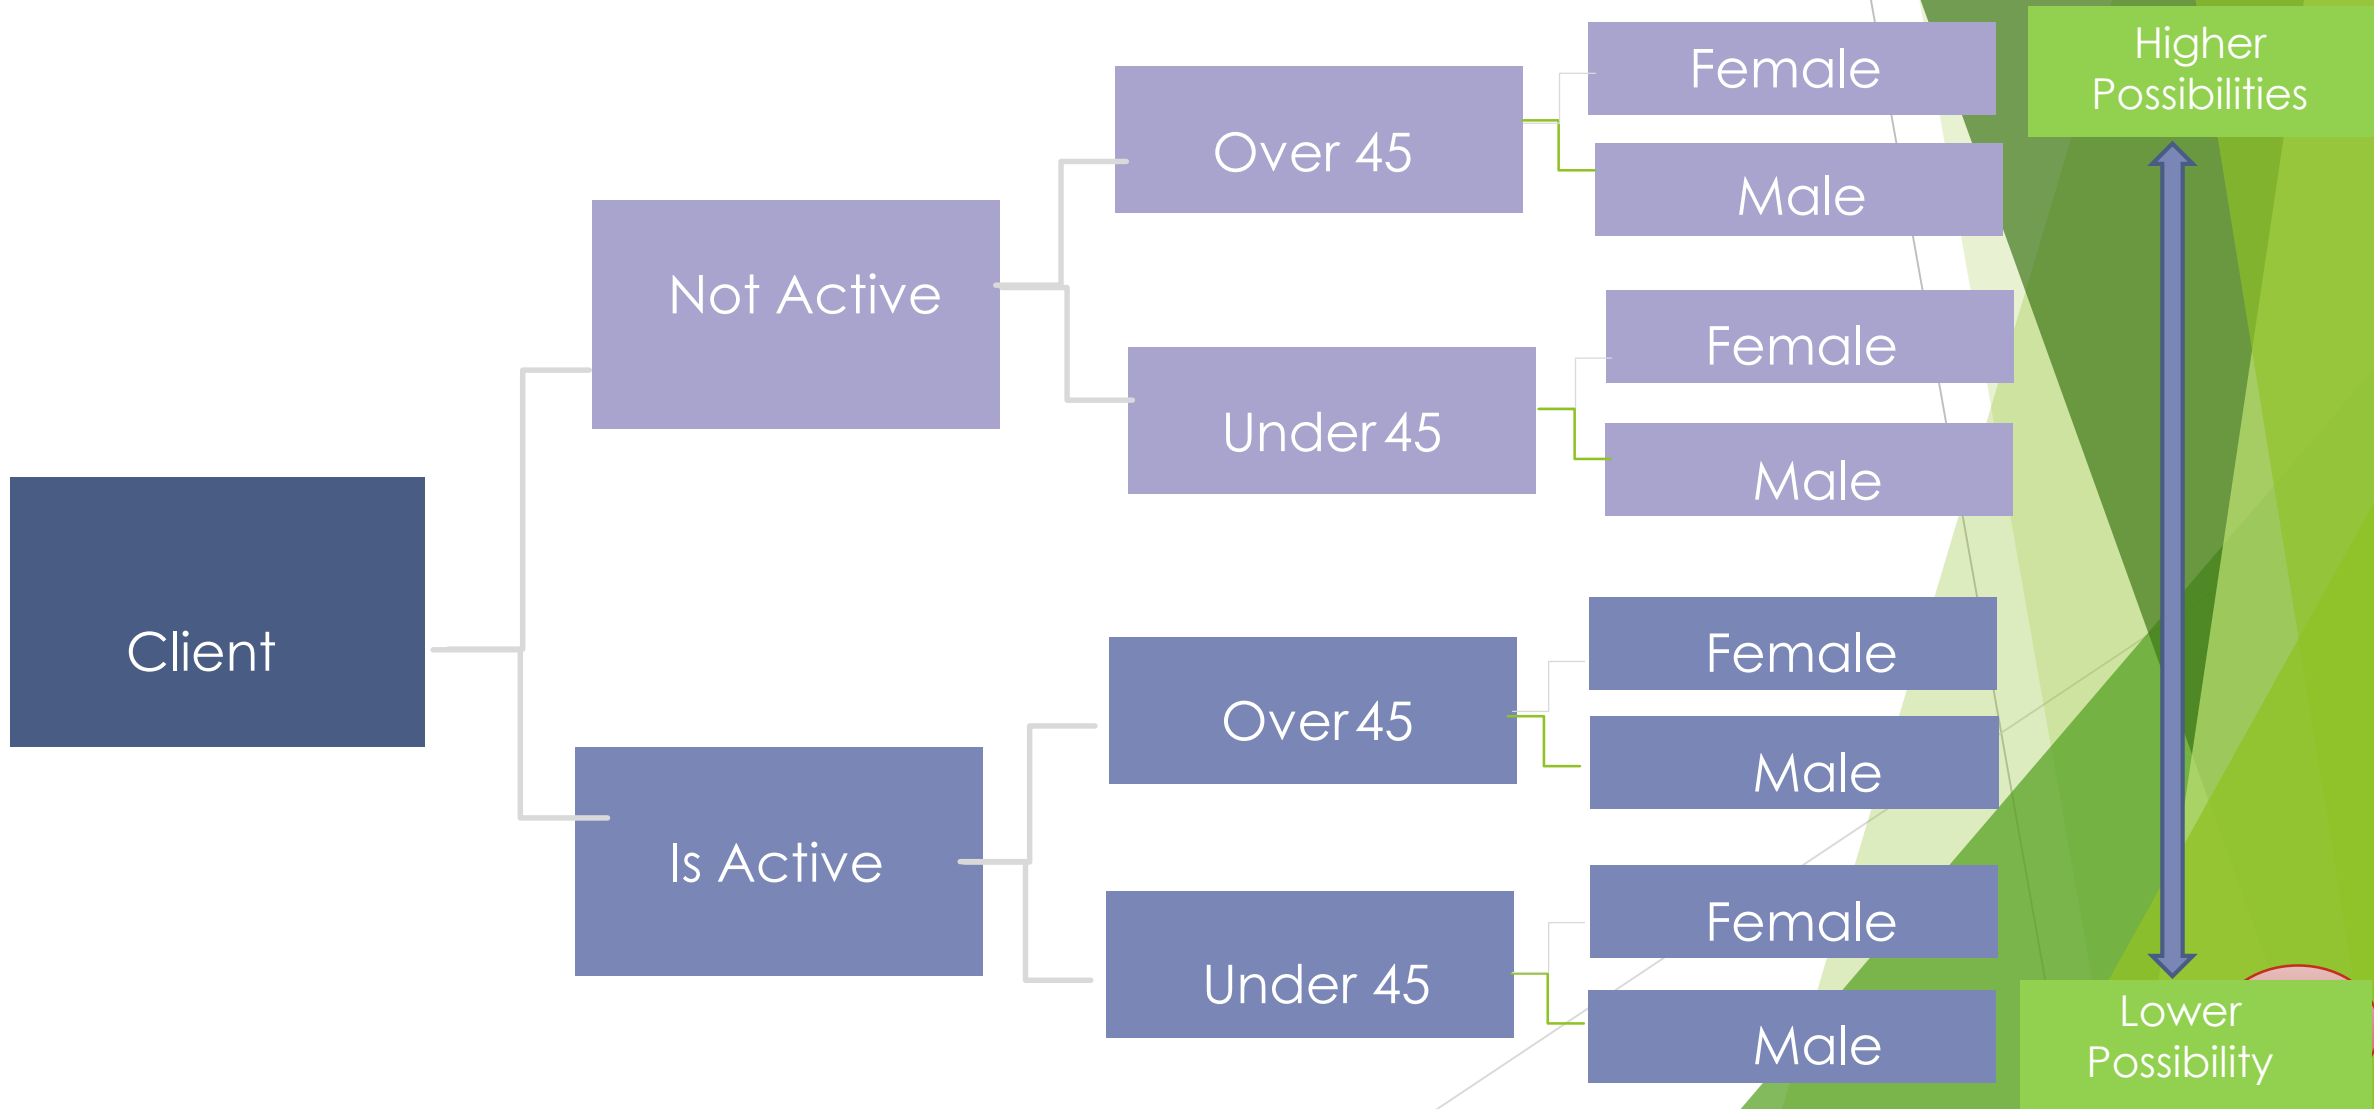 Female
Higher
Possibilities
Over 45
Male
Not Active
Female
Under 45
Male
Client
Female
Over 45
Male
Is Active
Female
Under 45
Male
Lower
Possibility